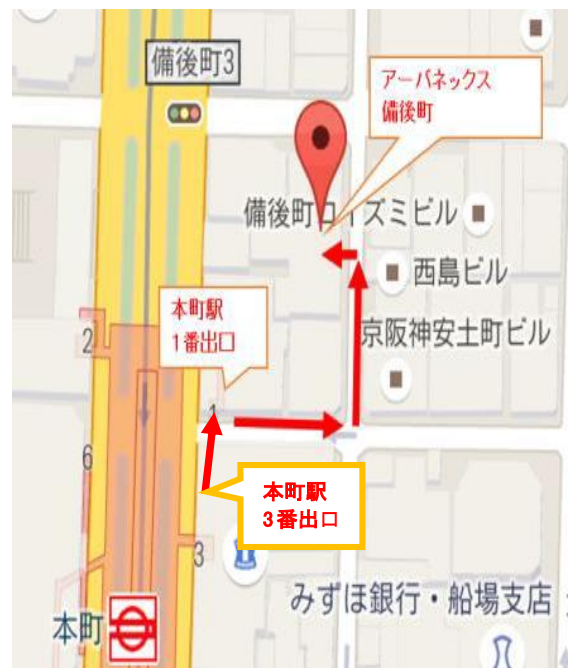 備後町3
アーバネックス
備後町
備後町コイズミビル
西島ビル
本町駅
1番出口
京阪神安土町ビル
2
1
6
本町駅
3番出口
3
みずほ銀行・船場支店
本町